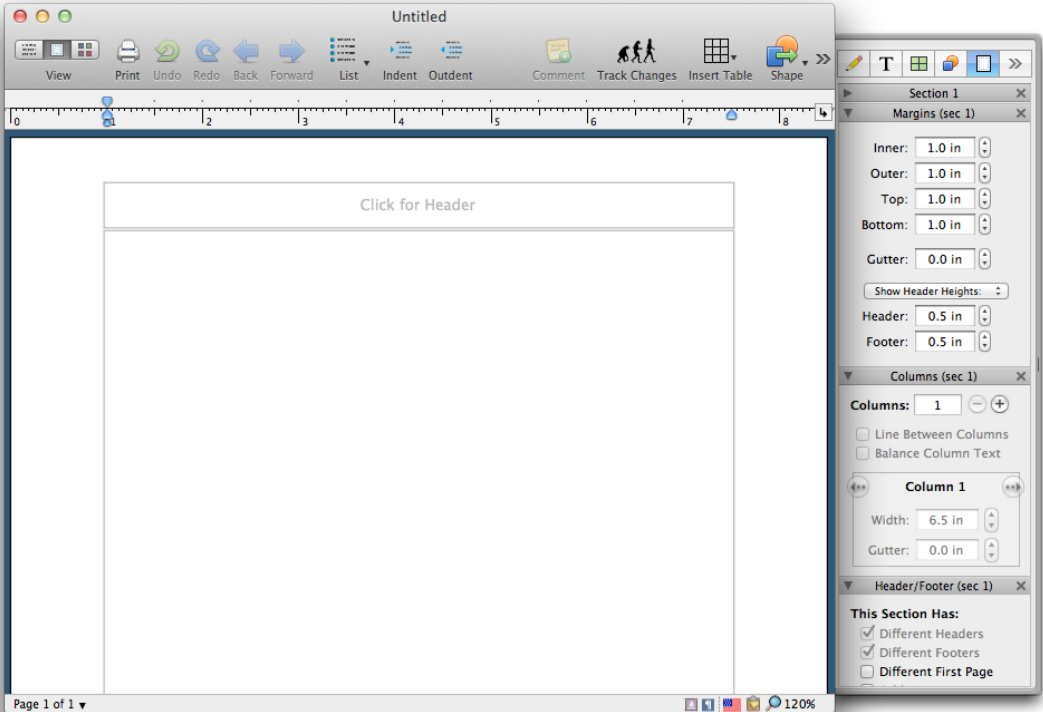 Untitled
View Print Undo Redo Back Forward List Indent Outdent Comment Track Changes Insert Table Shape
0 1 2 3 4 5 6 7 8
Click for Header
Page 1 of 1
120%
T
Section 1
Margins (sec 1)
Inner: 1.0 in
Outer: 1.0 in
Top: 1.0 in
Bottom: 1.0 in
Gutter: 0.0 in
Show Header Heights:
Header: 0.5 in
Footer: 0.5 in
Columns (sec 1)
Columns: 1
Line Between Columns
Balance Column Text
Column 1
Width: 6.5 in
Gutter: 0.0 in
Header/Footer (sec 1)
This Section Has:
Different Headers
Different Footers
Different First Page